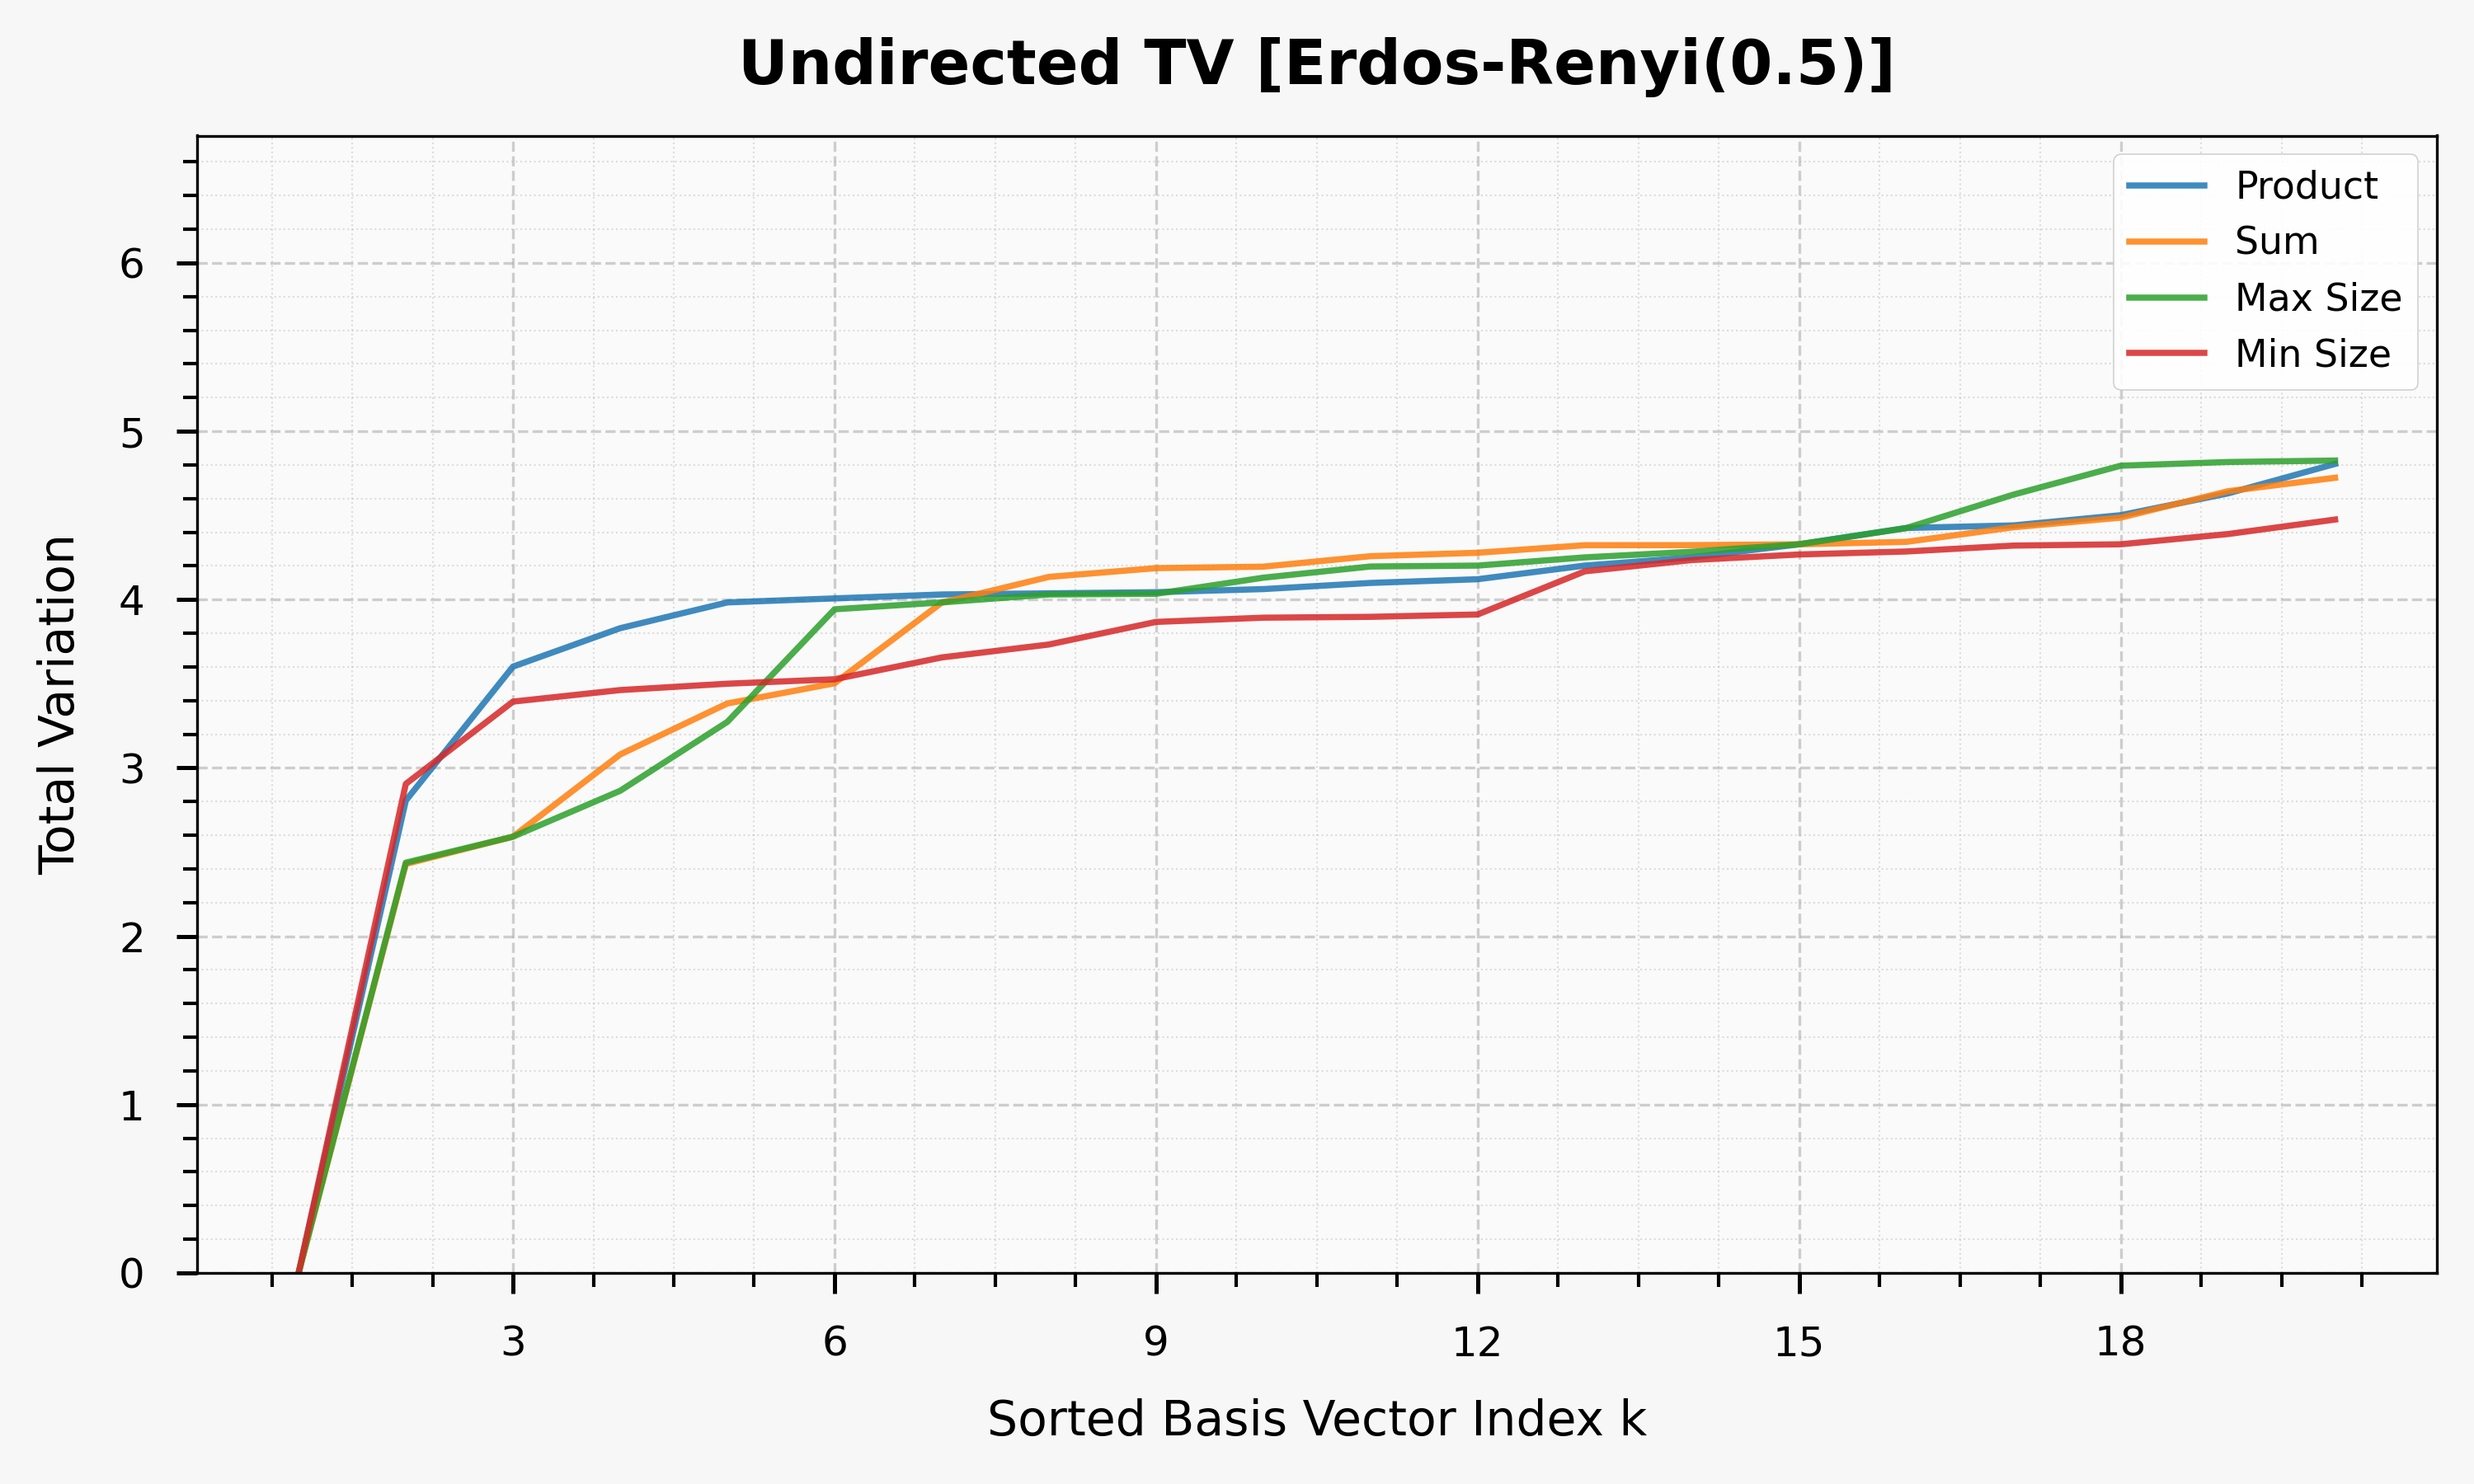 Undirected TV [Erdos-Renyi(0.5)]
Product
Sum
Max Size
Min Size
Total Variation
6
5
4
3
2
1
0
3 6 9 12 15 18
Sorted Basis Vector Index k